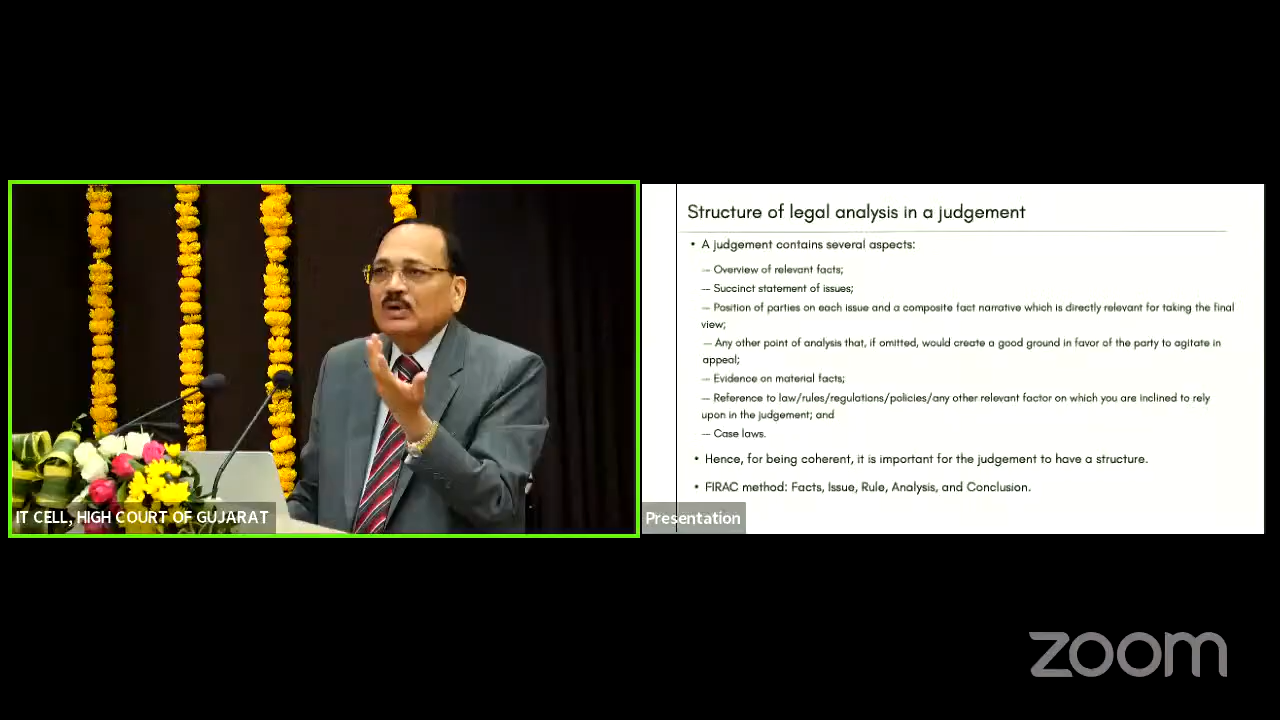 Structure of legal analysis in a judgement
• A judgement contains several aspects:
— Overview of relevant facts;
— Succinct statement of issues;
— Position of parties on each issue and a composite fact narrative which is directly relevant for taking the final
view;
— Any other point of analysis that, if omitted, would create a good ground in favor of the party to agitate in
appeal;
— Evidence on material facts;
— Reference to law/rules/regulations/policies/any other relevant factor on which you are inclined to rely
upon in the judgement; and
— Case laws.
• Hence, for being coherent, it is important for the judgement to have a structure.
• FIRAC method: Facts, Issue, Rule, Analysis, and Conclusion.
IT CELL, HIGH COURT OF GUJARAT
Presentation
zoom